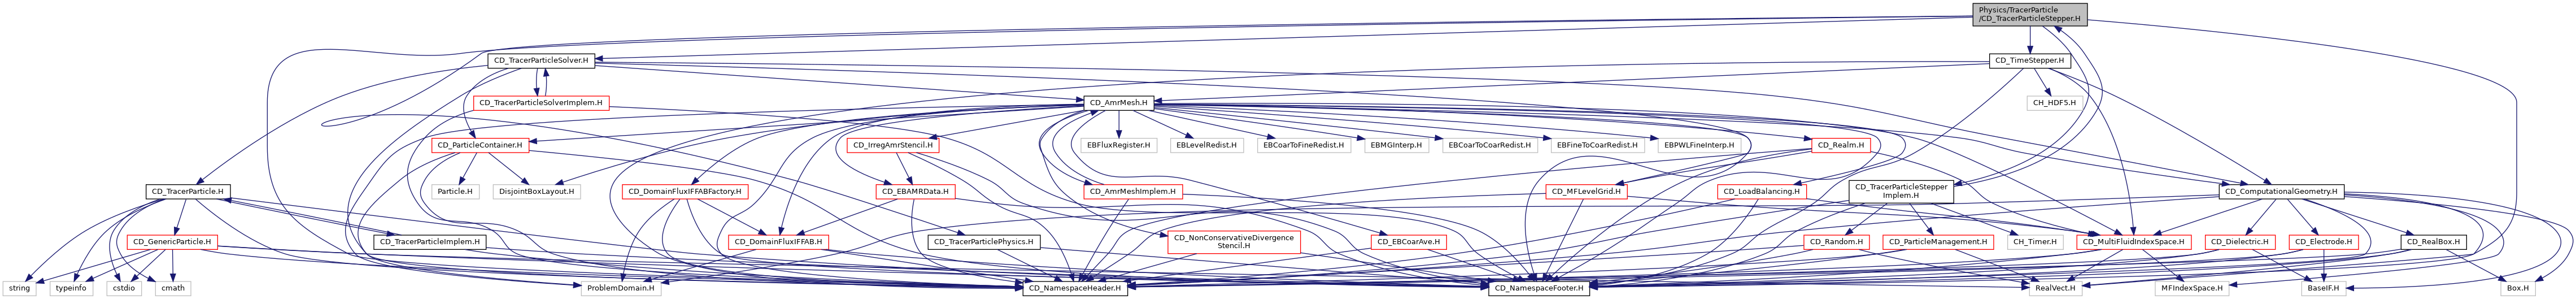 Physics/TracerParticle
/CD_TracerParticleStepper.H
CD_TracerParticleSolver.H
CD_TimeStepper.H
CD_TracerParticleSolverImplem.H
CD_AmrMesh.H
CH_HDF5.H
CD_ParticleContainer.H
CD_IrregAmrStencil.H
EBFluxRegister.H
EBLevelRedist.H
EBCoarToFineRedist.H
EBMGInterp.H
EBCoarToCoarRedist.H
EBFineToCoarRedist.H
EBPWLFineInterp.H
CD_Realm.H
CD_TracerParticle.H
Particle.H
DisjointBoxLayout.H
CD_DomainFluxIFFABFactory.H
CD_EBAMRData.H
CD_AmrMeshImplem.H
CD_MFLevelGrid.H
CD_LoadBalancing.H
CD_TracerParticleStepper
Implem.H
CD_ComputationalGeometry.H
CD_GenericParticle.H
CD_TracerParticleImplem.H
CD_DomainFluxIFFAB.H
CD_TracerParticlePhysics.H
CD_NonConservativeDivergence
Stencil.H
CD_EBCoarAve.H
CD_Random.H
CD_ParticleManagement.H
CH_Timer.H
CD_MultiFluidIndexSpace.H
CD_Dielectric.H
CD_Electrode.H
CD_RealBox.H
string
typeinfo
cstdio
cmath
ProblemDomain.H
CD_NamespaceHeader.H
CD_NamespaceFooter.H
RealVect.H
MFIndexSpace.H
BaseIF.H
Box.H